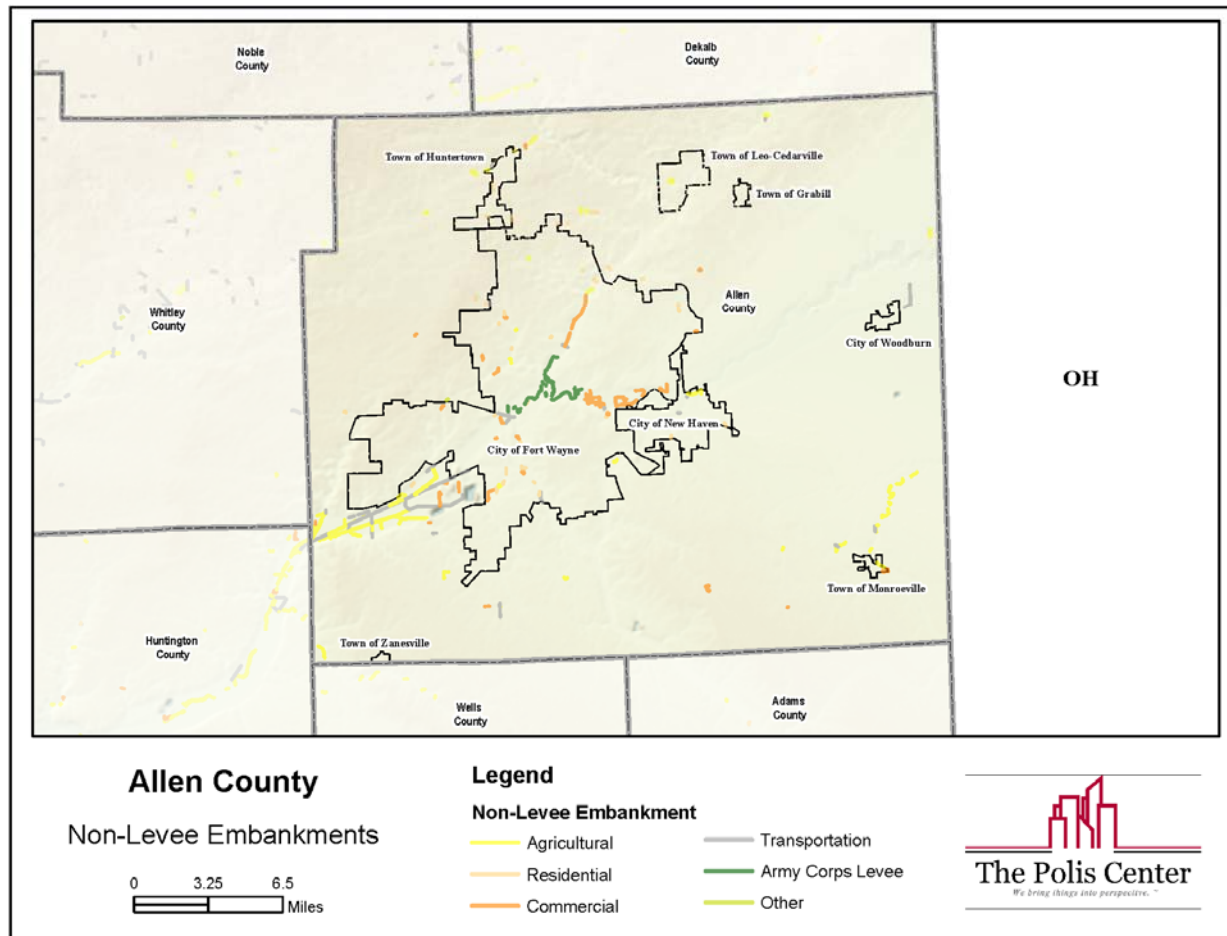 Noble
County
Dekalb
County
Town of Huntertown
Town of Leo-Cedarville
Town of Grabill
Whitley
County
Allen
County
City of Woodburn
OH
City of New Haven
City of Fort Wayne
Town of Monroeville
Huntington
County
Town of Zanesville
Wells
County
Adams
County
Allen County
Non-Levee Embankments
0 3.25 6.5
Miles
Legend
Non-Levee Embankment
Agricultural
Residential
Commercial
Transportation
Army Corps Levee
Other
The Polis Center
We bring things into perspecitve. ™